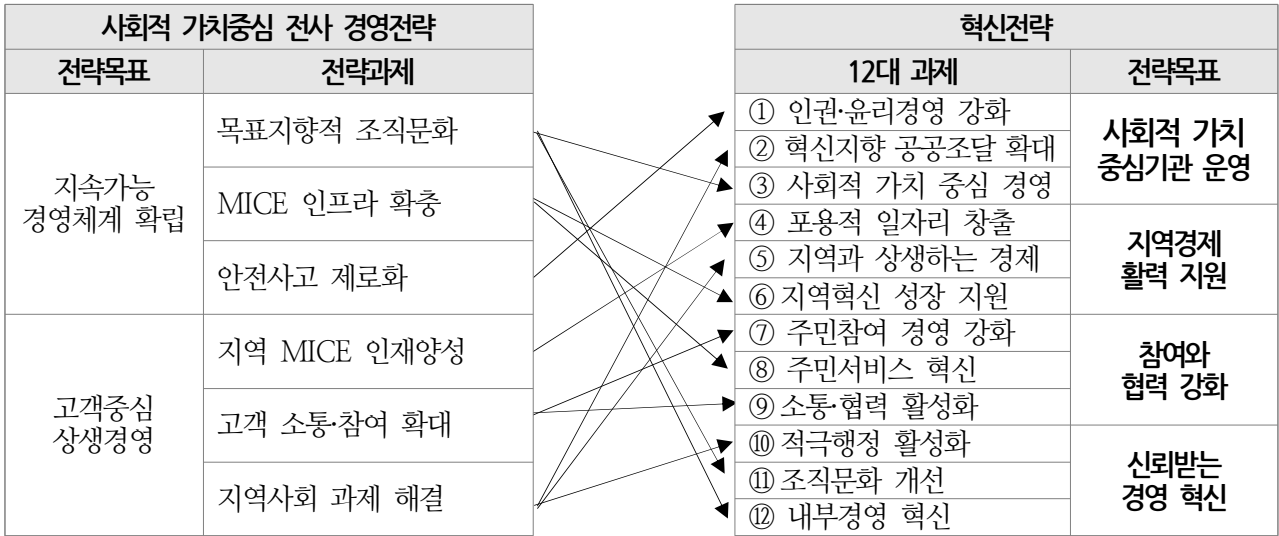 사회적 가치중심 전사 경영전략
전략목표
전략과제
지속가능
경영체계 확립
목표지향적 조직문화
MICE 인프라 확충
안전사고 제로화
고객중심
상생경영
지역 MICE 인재양성
고객 소통·참여 확대
지역사회 과제 해결
혁신전략
12대 과제
전략목표
① 인권·윤리경영 강화
② 혁신지향 공공조달 확대
③ 사회적 가치 중심 경영
사회적 가치
중심기관 운영
④ 포용적 일자리 창출
⑤ 지역과 상생하는 경제
⑥ 지역혁신 성장 지원
지역경제
활력 지원
⑦ 주민참여 경영 강화
⑧ 주민서비스 혁신
⑨ 소통·협력 활성화
참여와
협력 강화
⑩ 적극행정 활성화
⑪ 조직문화 개선
⑫ 내부경영 혁신
신뢰받는
경영 혁신